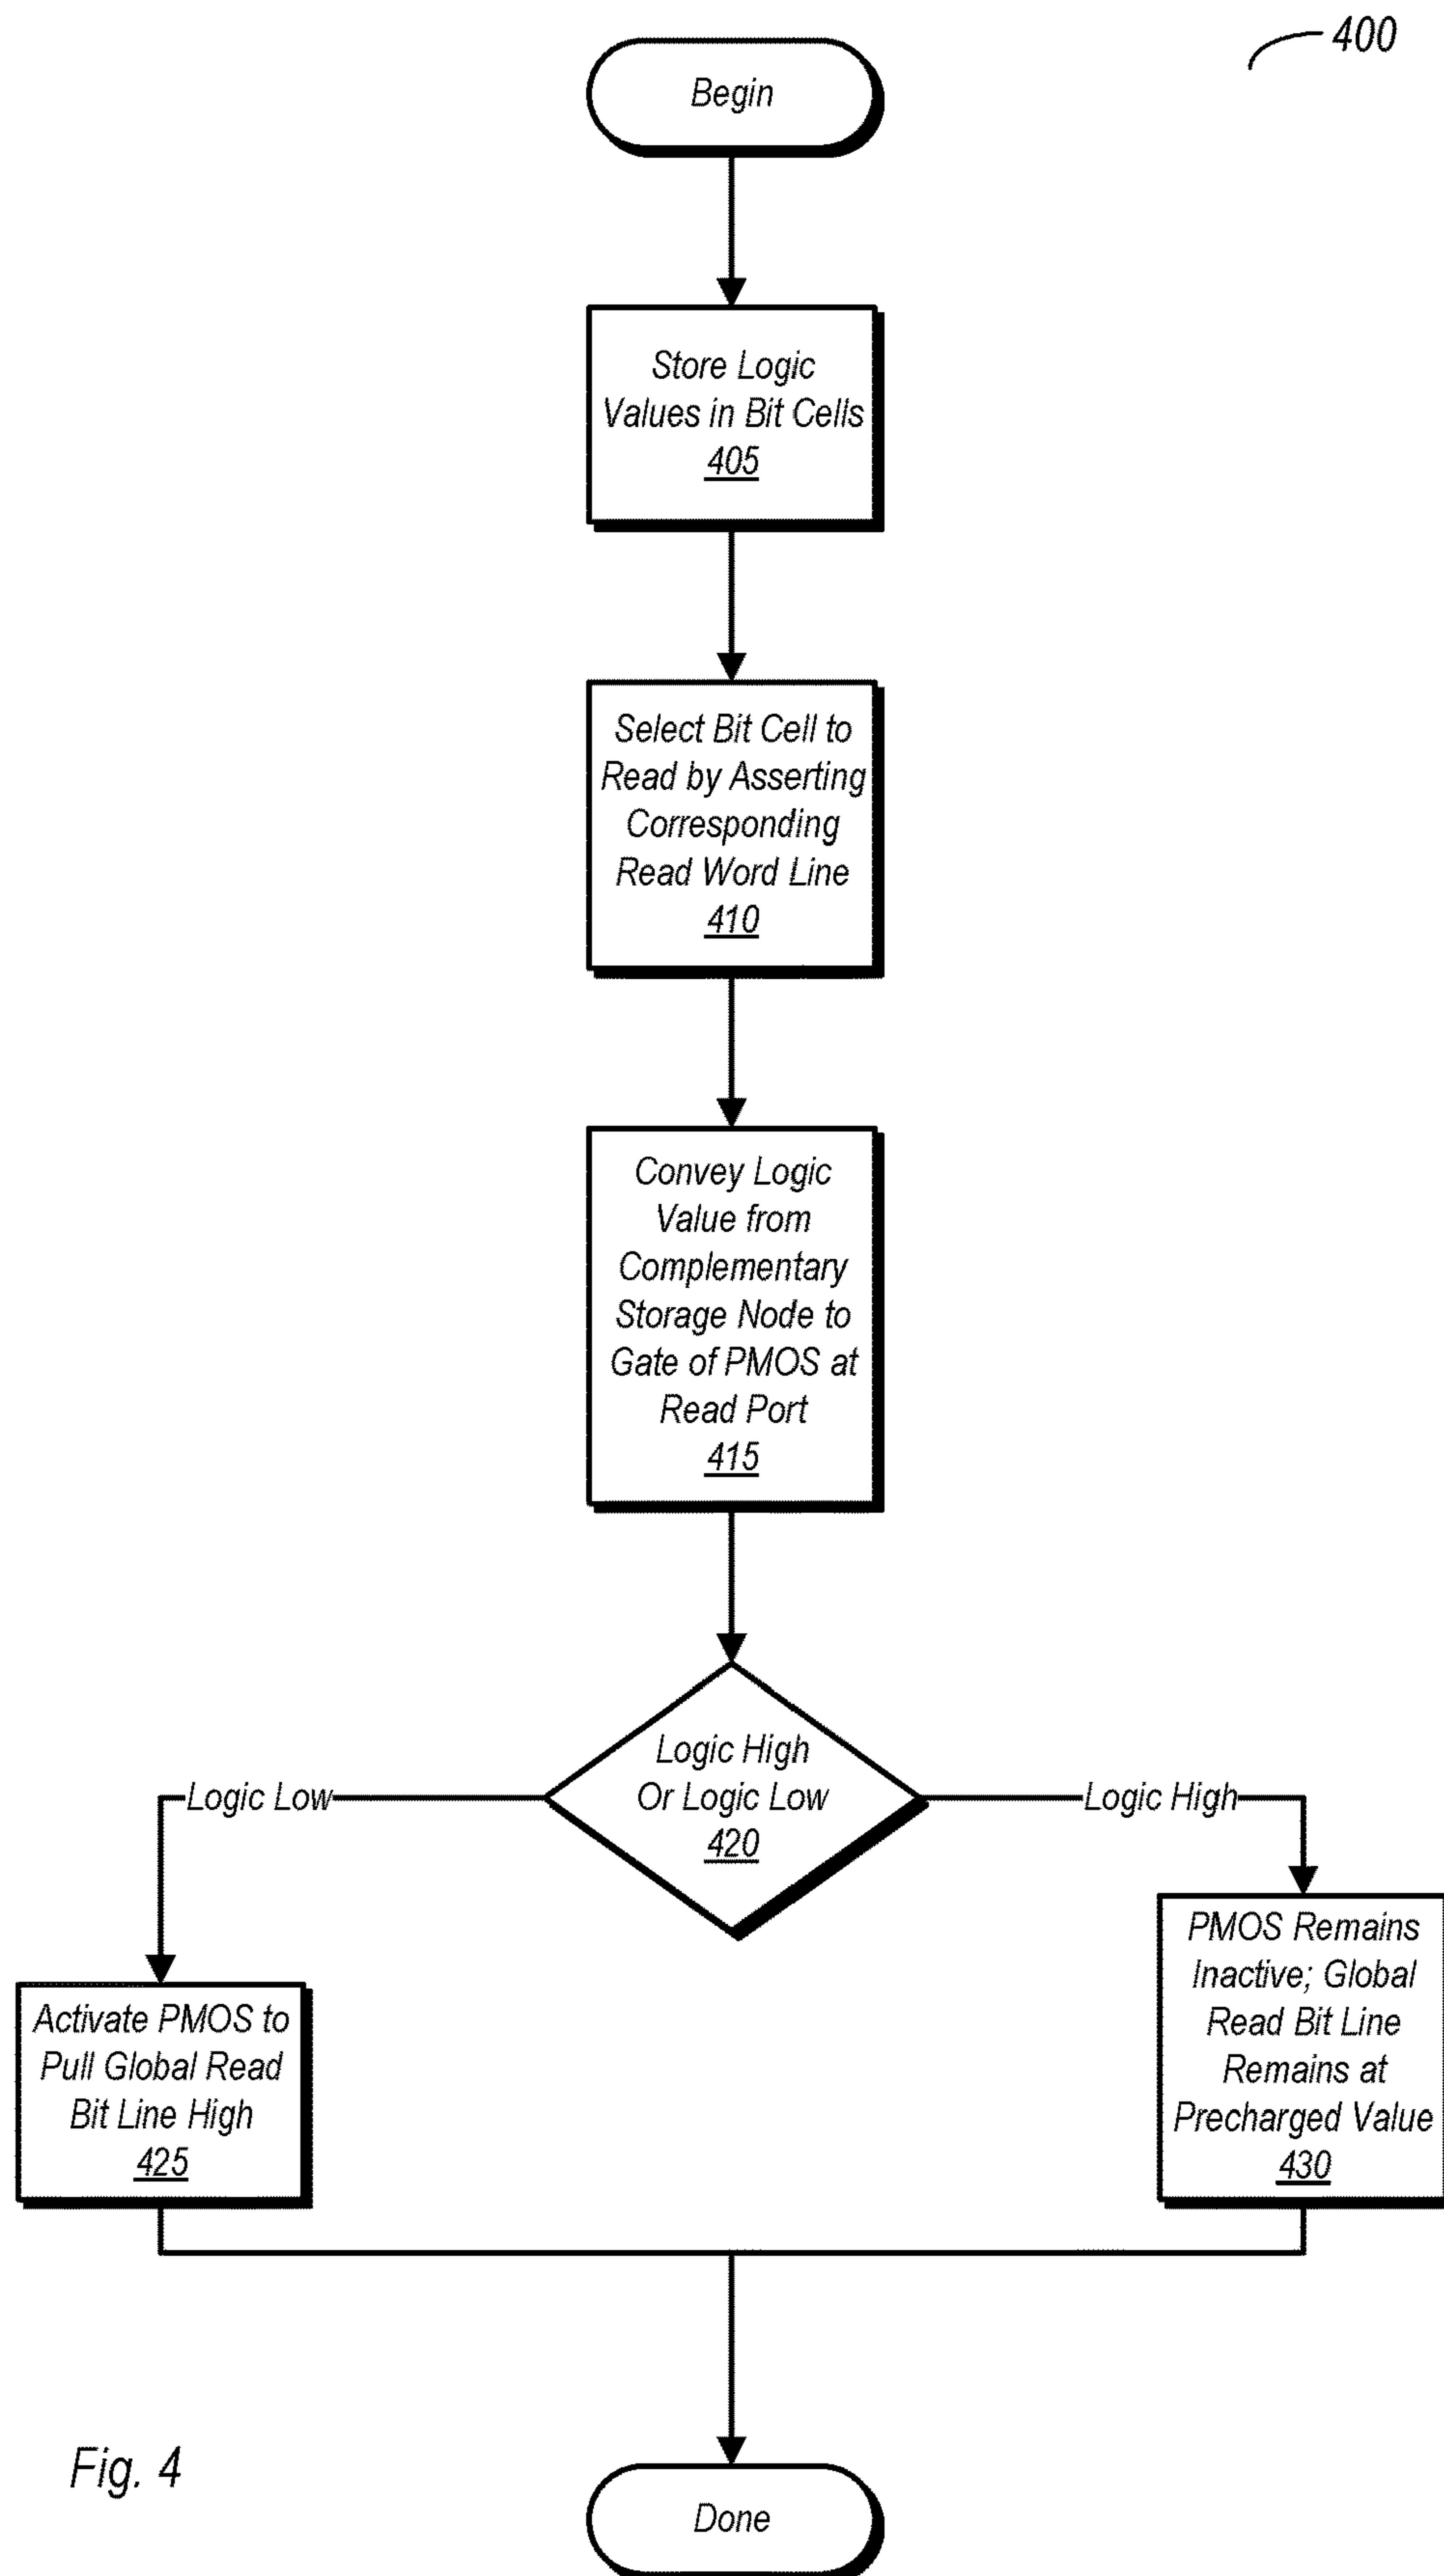 400
Begin
Store Logic
Values in Bit Cells
405
Select Bit Cell to
Read by Asserting
Corresponding
Read Word Line
410
Convey Logic
Value from
Complementary
Storage Node to
Gate of PMOS at
Read Port
415
Logic High
Or Logic Low
420
Logic Low
Logic High
Activate PMOS to
Pull Global Read
Bit Line High
425
PMOS Remains
Inactive; Global
Read Bit Line
Remains at
Precharged Value
430
Fig. 4
Done